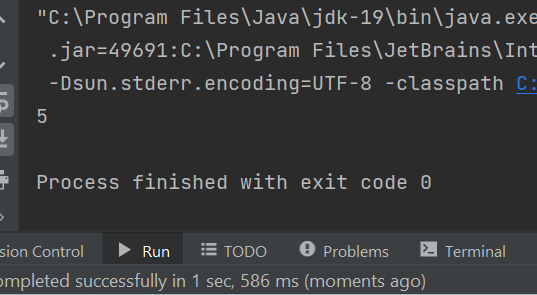 "C:\Program Files\Java\jdk-19\bin\java.exe
.jar=49691:C:\Program Files\JetBrains\Int
-Dsun.stderr.encoding=UTF-8 -classpath C:
5
Process finished with exit code 0
sion Control Run TODO Problems Terminal
ompleted successfully in 1 sec, 586 ms (moments ago)